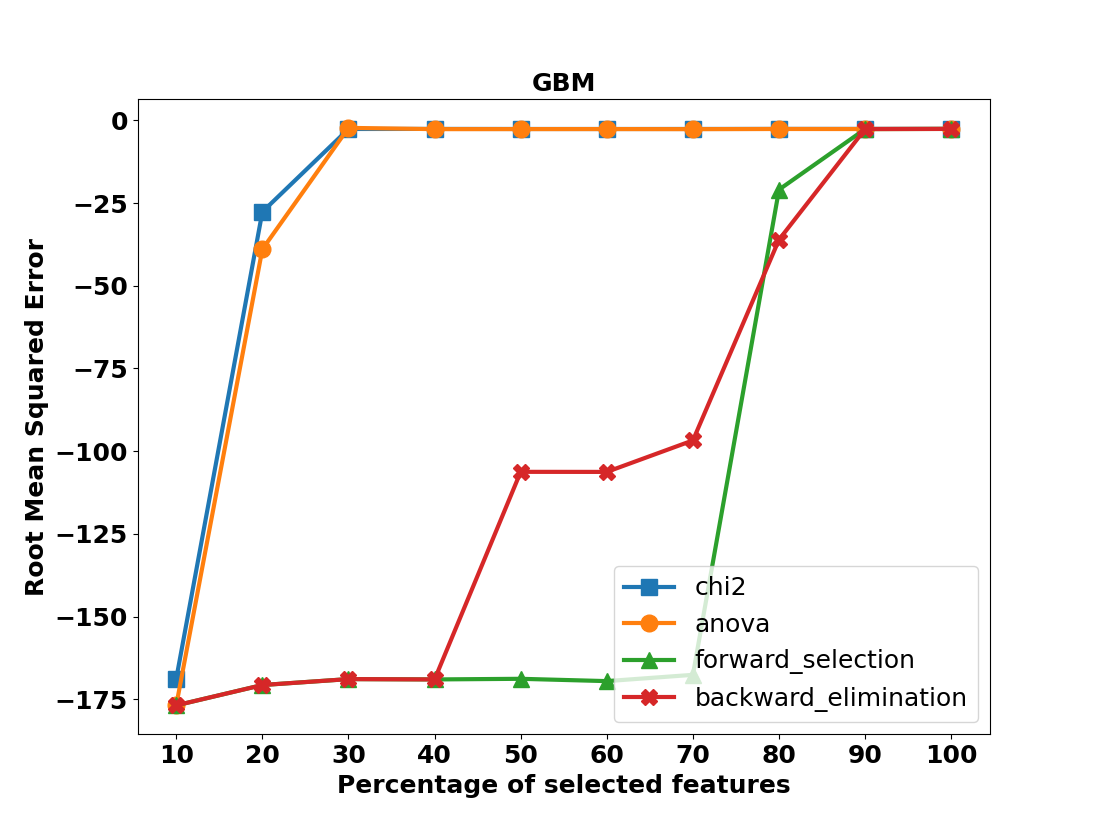 GBM
Root Mean Squared Error
0
−25
−50
−75
−100
−125
−150
−175
chi2
anova
forward_selection
backward_elimination
10 20 30 40 50 60 70 80 90 100
Percentage of selected features